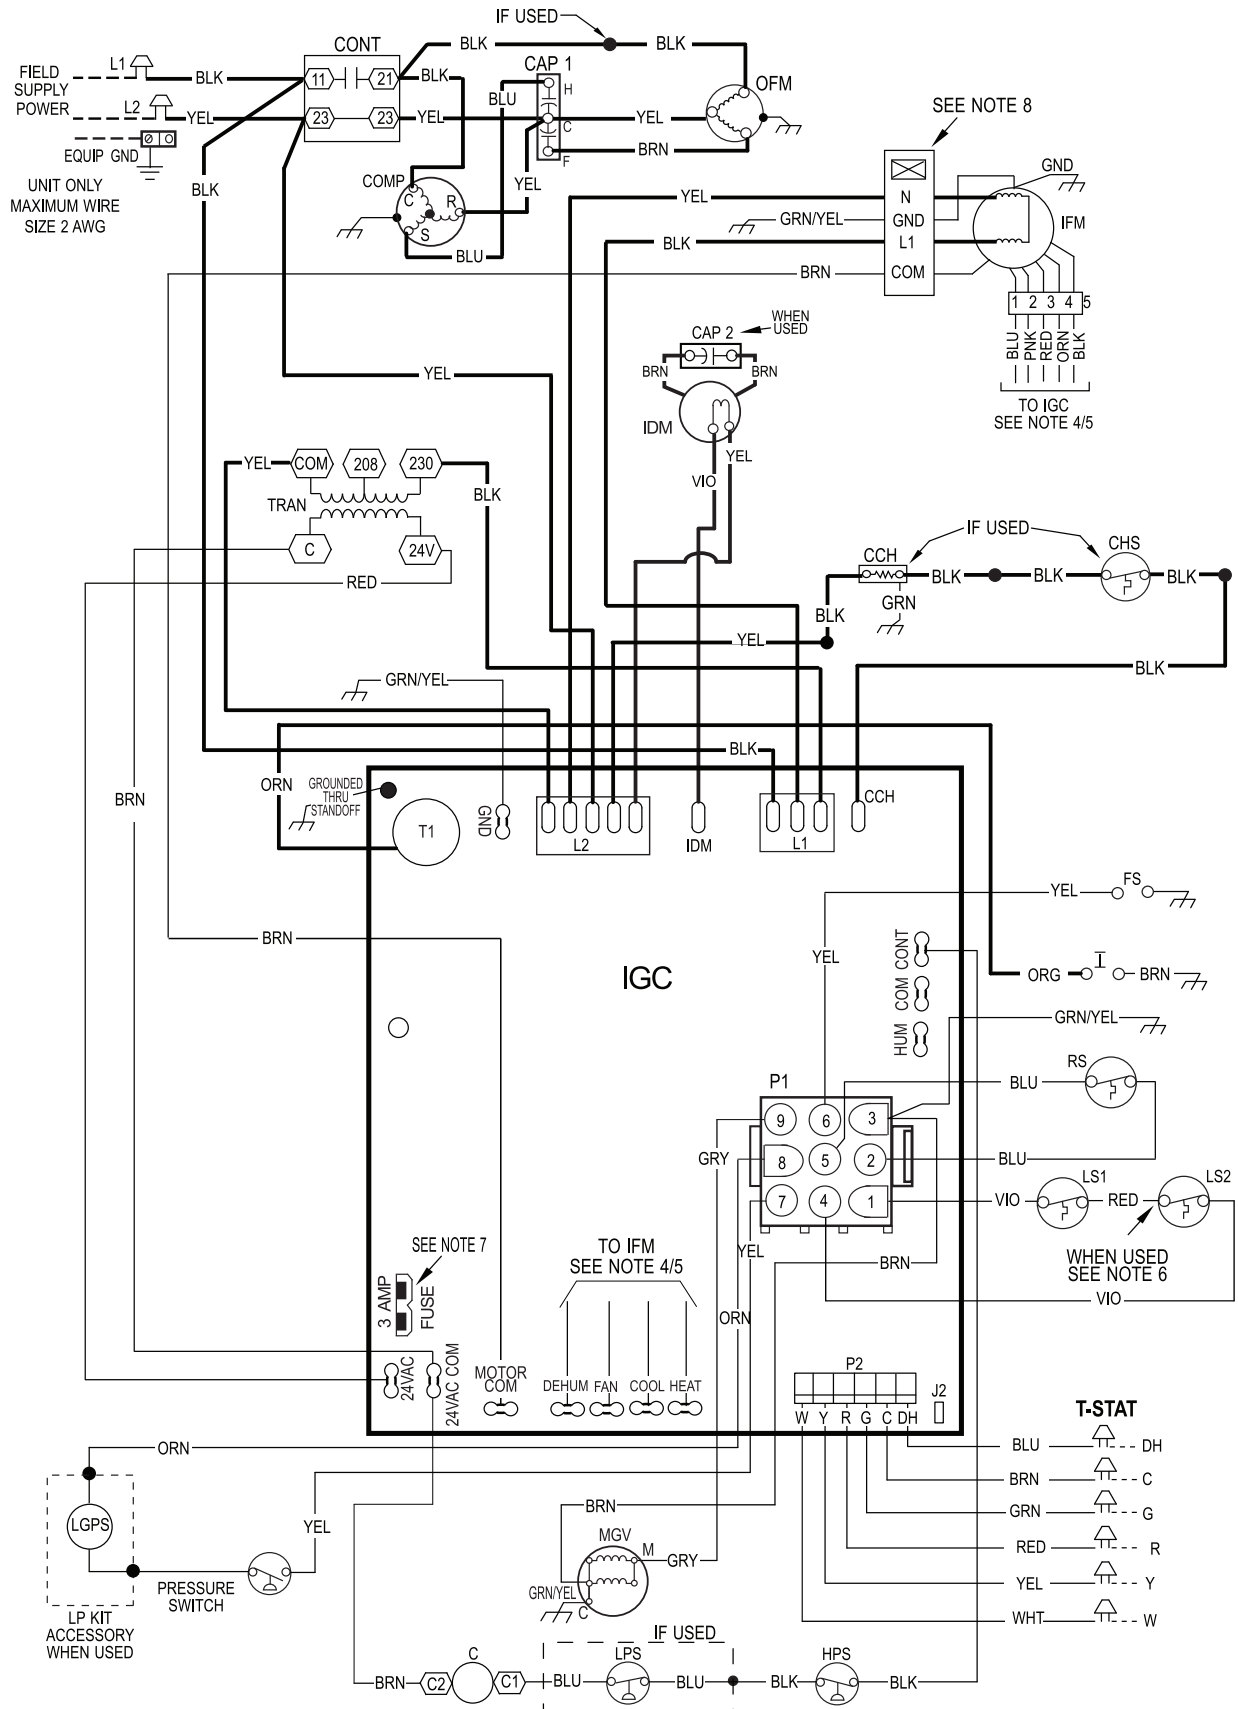 IF USED
CONT
BLK
BLK
CAP 1
L1
FIELD
SUPPLY
POWER
BLK
11
21
BLK
H
BLU
OFM
L2
YEL
23
23
YEL
C
YEL
SEE NOTE 8
EQUIP GND
BRN
F
UNIT ONLY
MAXIMUM WIRE
SIZE 2 AWG
BLK
COMP
C
R
S
YEL
BLU
GND
YEL
N
GRN/YEL
GND
IFM
BLK
L1
BRN
COM
1 2 3 4 5
BLU
PNK
RED
ORN
BLK
TO IGC
SEE NOTE 4/5
CAP 2
WHEN
USED
BRN
BRN
YEL
IDM
YEL
VIO
YEL
COM
208
230
BLK
TRAN
C
24V
RED
IF USED
CCH
CHS
BLK
BLK
BLK
GRN
BLK
YEL
BLK
GRN/YEL
BLK
BRN
ORN
GROUNDED
THRU
STANDOFF
T1
GND
L2
IDM
L1
CCH
YEL
FS
BRN
YEL
IGC
CONT
COM
HUM
ORG
I
BRN
GRN/YEL
RS
BLU
P1
9
6
3
8
5
2
7
4
1
GRY
BLU
LS1
LS2
VIO
RED
WHEN USED
SEE NOTE 6
VIO
YEL
BRN
SEE NOTE 7
3 AMP
FUSE
TO IFM
SEE NOTE 4/5
ORN
24VAC
24VAC COM
MOTOR
COM
DEHUM FAN COOL HEAT
P2
W Y R G C DH
J2
T-STAT
ORN
BLU
DH
BRN
C
GRN
G
RED
R
YEL
Y
WHT
W
LGPS
YEL
PRESSURE
SWITCH
LP KIT
ACCESSORY
WHEN USED
BRN
MGV
M
GRY
GRN/YEL
C
IF USED
BRN
C2
C
C1
BLU
LPS
BLU
BLK
HPS
BLK